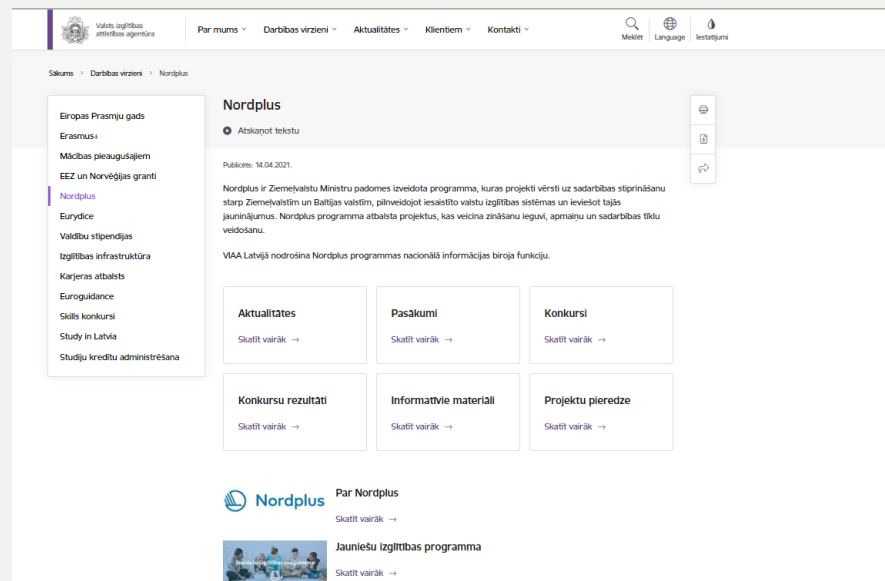 Valsts izglītības
attīstības aģentūra
Par mums
Darbības virzieni
Aktualitātes
Klientiem
Kontakti
Meklēt
Language
Iestatījumi
Sākums > Darbības virzieni > Nordplus
Eiropas Prasmju gads
Erasmus+
Mācības pieaugušajiem
EEZ un Norvēģijas granti
Nordplus
Eurydice
Valdību stipendijas
Izglītības infrastruktūra
Karjeras atbalsts
Euroguidance
Skills konkursi
Study in Latvia
Studiju kredītu administrēšana
Nordplus
Atskaņot tekstu
Publicēts: 14.04.2021.
Nordplus ir Ziemeļvalstu Ministru padomes izveidota programma, kuras projekti vērsti uz sadarbības stiprināšanu
starp Ziemeļvalstīm un Baltijas valstīm, pilnveidojot iesaistīto valstu izglītības sistēmas un ieviešot tajās
jauninājumus. Nordplus programma atbalsta projektus, kas veicina zināšanu ieguvi, apmaiņu un sadarbības tīklu
veidošanu.
VIAA Latvijā nodrošina Nordplus programmas nacionālā informācijas biroja funkciju.
Aktualitātes
Skatīt vairāk →
Pasākumi
Skatīt vairāk →
Konkursi
Skatīt vairāk →
Konkursu rezultāti
Skatīt vairāk →
Informatīvie materiāli
Skatīt vairāk →
Projektu pieredze
Skatīt vairāk →
Nordplus
Par Nordplus
Skatīt vairāk →
Jauniešu izglītības programma
Jauniešu izglītības programma
Skatīt vairāk →